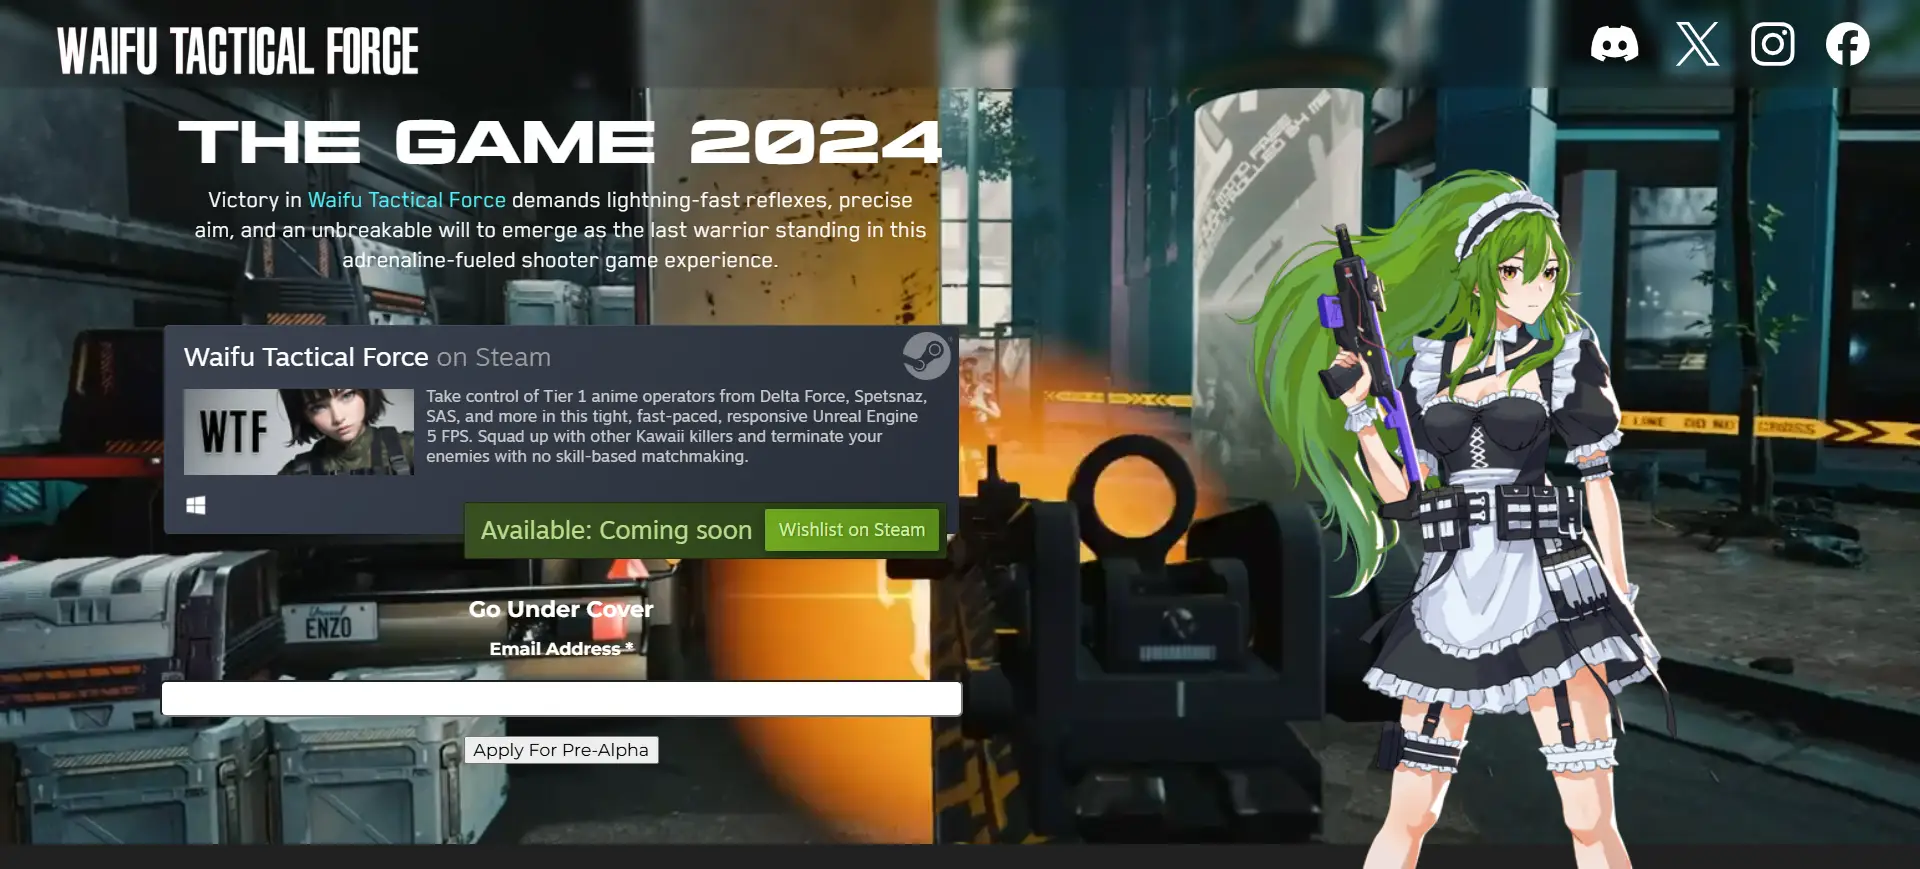 WAIFU TACTICAL FORCE
THE GAME 2024
Victory in Waifu Tactical Force demands lightning-fast reflexes, precise
aim, and an unbreakable will to emerge as the last warrior standing in this
adrenaline-fueled shooter game experience.
Waifu Tactical Force on Steam
WTF
Take control of Tier 1 anime operators from Delta Force, Spetsnaz,
SAS, and more in this tight, fast-paced, responsive Unreal Engine
5 FPS. Squad up with other Kawaii killers and terminate your
enemies with no skill-based matchmaking.
Available: Coming soon
Wishlist on Steam
Go Under Cover
Email Address *
Apply For Pre-Alpha
Unreal
ENZO
LINE DO NO
CROSS